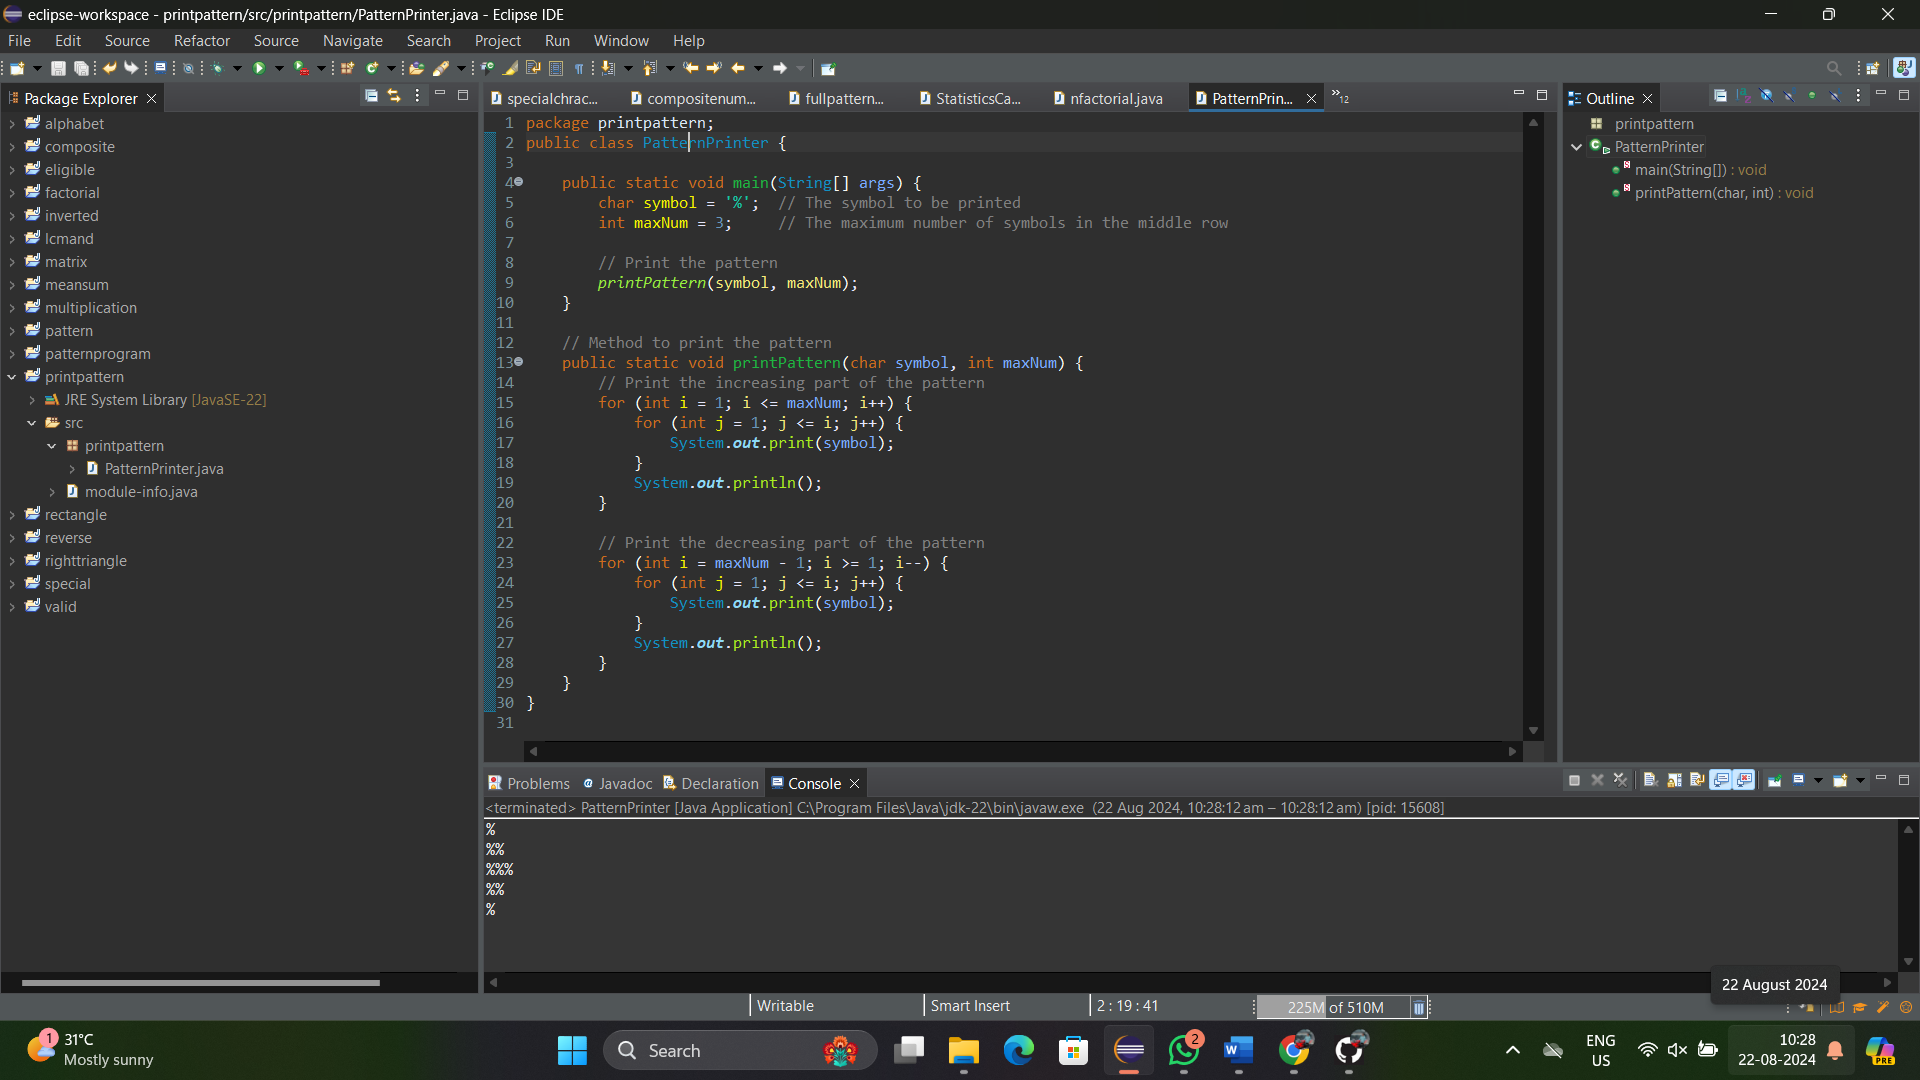 eclipse-workspace - printpattern/src/printpattern/PatternPrinter.java - Eclipse IDE
File Edit Source Refactor Source Navigate Search Project Run Window Help
Package Explorer
alphabet
composite
eligible
factorial
inverted
lcmand
matrix
meansum
multiplication
pattern
patternprogram
printpattern
JRE System Library [JavaSE-22]
src
printpattern
PatternPrinter.java
module-info.java
rectangle
reverse
righttriangle
special
valid
specialchrac... compositenum... fullpattern... StatisticsCa... nfactorial.java PatternPrin... »12
1 package printpattern;
2 public class PatternPrinter {
3
4 public static void main(String[] args) {
5 char symbol = '%'; // The symbol to be printed
6 int maxNum = 3; // The maximum number of symbols in the middle row
7
8 // Print the pattern
9 printPattern(symbol, maxNum);
10 }
11
12 // Method to print the pattern
13 public static void printPattern(char symbol, int maxNum) {
14 // Print the increasing part of the pattern
15 for (int i = 1; i <= maxNum; i++) {
16 for (int j = 1; j <= i; j++) {
17 System.out.print(symbol);
18 }
19 System.out.println();
20 }
21
22 // Print the decreasing part of the pattern
23 for (int i = maxNum - 1; i >= 1; i--) {
24 for (int j = 1; j <= i; j++) {
25 System.out.print(symbol);
26 }
27 System.out.println();
28 }
29 }
30 }
31
Outline
printpattern
PatternPrinter
main(String[]) : void
printPattern(char, int) : void
Problems Javadoc Declaration Console
<terminated> PatternPrinter [Java Application] C:\Program Files\Java\jdk-22\bin\javaw.exe (22 Aug 2024, 10:28:12 am – 10:28:12 am) [pid: 15608]
%
%%
%%%
%%
%
22 August 2024
Writable Smart Insert 2 : 19 : 41 225M of 510M
1 31°C
Mostly sunny
Search
2
ENG
US
10:28
22-08-2024
PRE